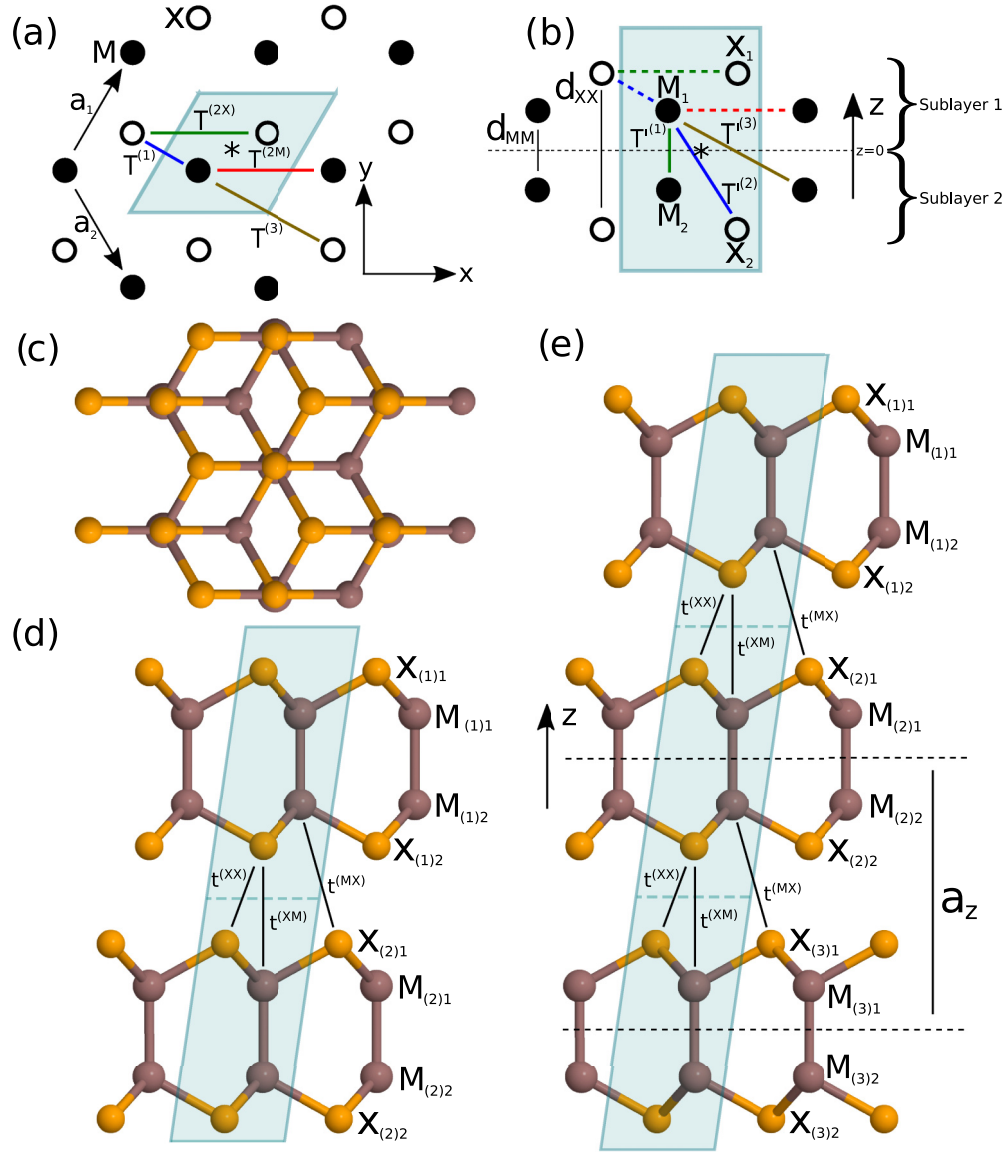 (a)
X
M
a₁
T⁽²ˣ⁾
T⁽¹⁾
*
T⁽²ᴹ⁾
y
a₂
T⁽³⁾
x
(b)
X₁
dXX
M₁
z
Sublayer 1
T'⁽¹⁾
T'⁽³⁾
dMM
*
z=0
T'⁽²⁾
Sublayer 2
M₂
X₂
(c)
(d)
X₍₁₎₁
M₍₁₎₁
M₍₁₎₂
X₍₁₎₂
t⁽ˣˣ⁾
t⁽ᴹˣ⁾
t⁽ˣᴹ⁾
X₍₂₎₁
M₍₂₎₁
M₍₂₎₂
X₍₂₎₂
(e)
X₍₁₎₁
M₍₁₎₁
M₍₁₎₂
X₍₁₎₂
t⁽ˣˣ⁾
t⁽ᴹˣ⁾
t⁽ˣᴹ⁾
X₍₂₎₁
z
M₍₂₎₁
M₍₂₎₂
X₍₂₎₂
t⁽ˣˣ⁾
t⁽ᴹˣ⁾
t⁽ˣᴹ⁾
a_z
X₍₃₎₁
M₍₃₎₁
M₍₃₎₂
X₍₃₎₂